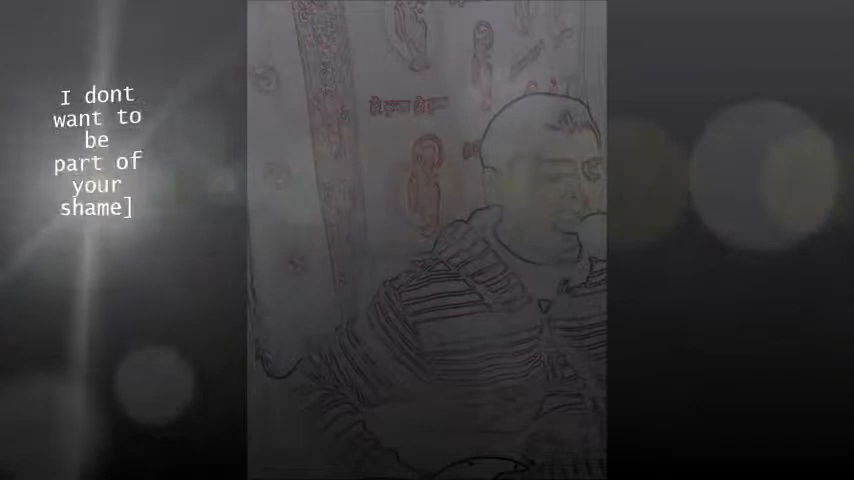 I dont
want to
be
part of
your
shame]